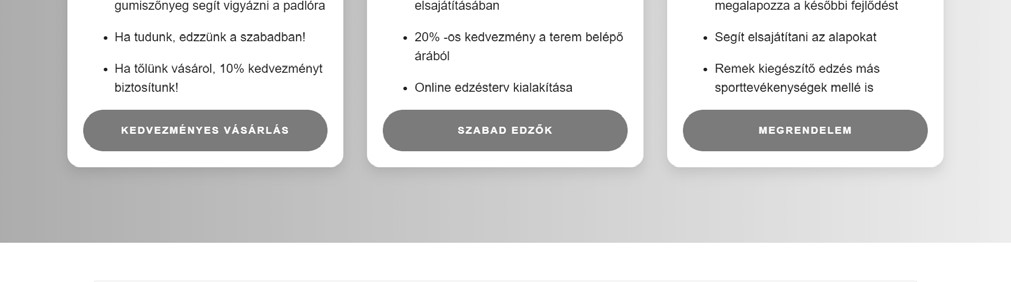 gumiszőnyeg segít vigyázni a padlóra
• Ha tudunk, edzzünk a szabadban!
• Ha tőlünk vásárol, 10% kedvezményt
biztosítunk!
KEDVEZMÉNYES VÁSÁRLÁS
elsajátításában
• 20% -os kedvezmény a terem belépő
árából
• Online edzésterv kialakítása
SZABAD EDZŐK
megalapozza a későbbi fejlődést
• Segít elsajátítani az alapokat
• Remek kiegészítő edzés más
sporttevékenységek mellé is
MEGRENDELEM